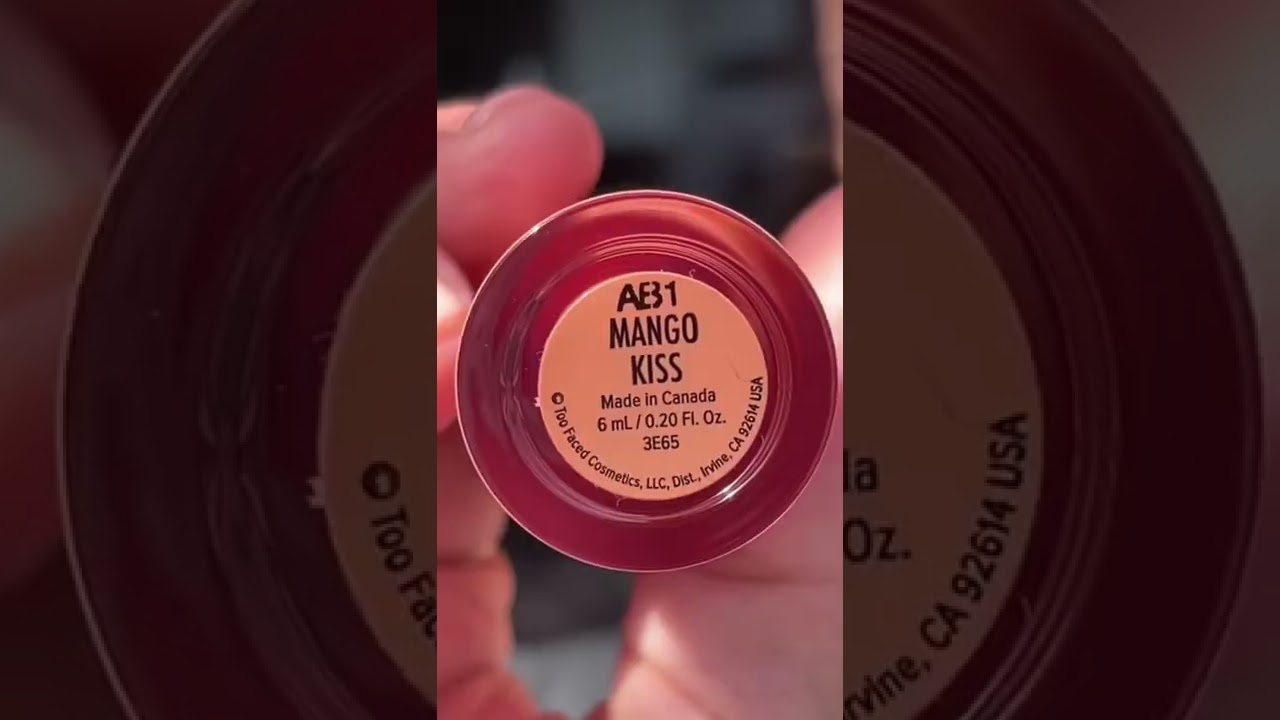 AEB1
MANGO
KISS
Made in Canada
6 mL / 0.20 Fl. Oz.
3E65
© Too Faced Cosmetics, LLC, Dist., Irvine, CA 92614 USA